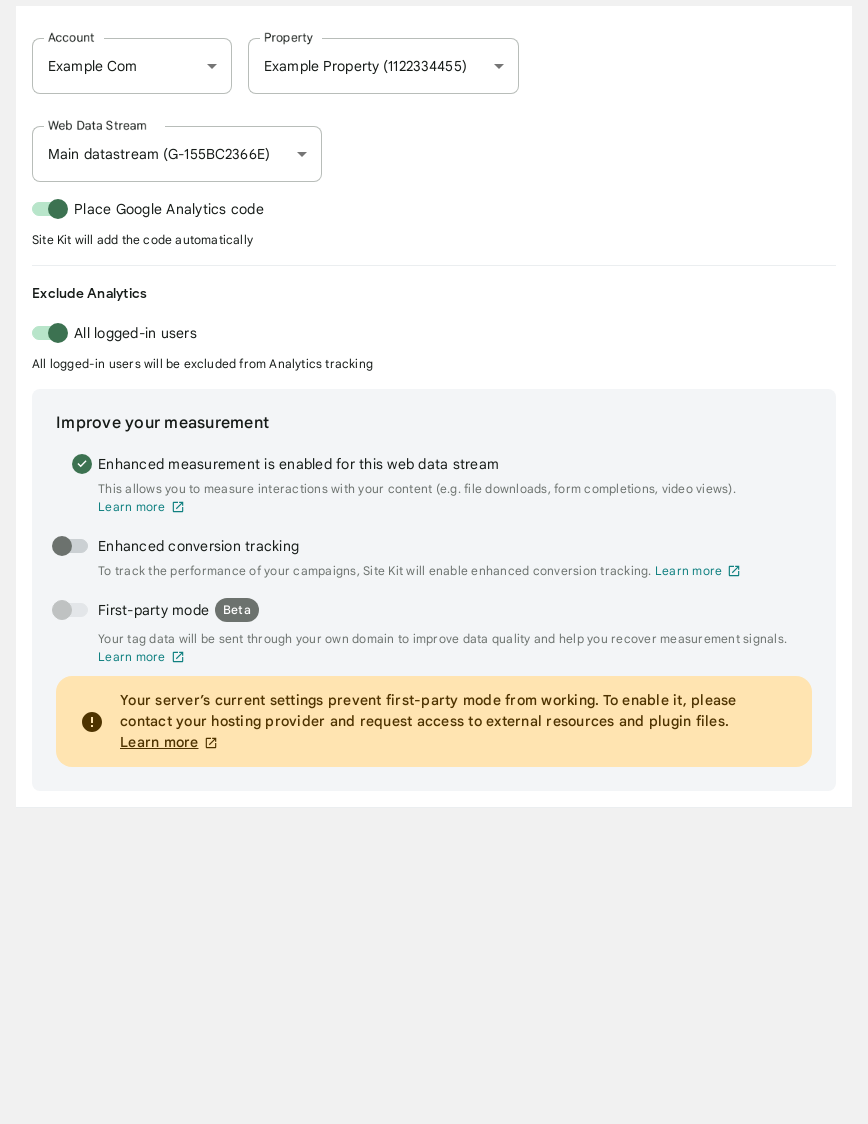 Account
Example Com
Property
Example Property (1122334455)
Web Data Stream
Main datastream (G-155BC2366E)
Place Google Analytics code
Site Kit will add the code automatically
Exclude Analytics
All logged-in users
All logged-in users will be excluded from Analytics tracking
Improve your measurement
Enhanced measurement is enabled for this web data stream
This allows you to measure interactions with your content (e.g. file downloads, form completions, video views).
Learn more
Enhanced conversion tracking
To track the performance of your campaigns, Site Kit will enable enhanced conversion tracking. Learn more
First-party mode Beta
Your tag data will be sent through your own domain to improve data quality and help you recover measurement signals.
Learn more
Your server’s current settings prevent first-party mode from working. To enable it, please
contact your hosting provider and request access to external resources and plugin files.
Learn more